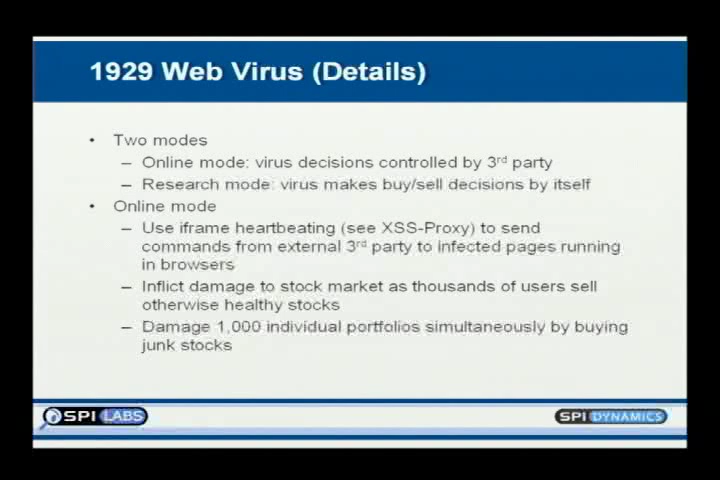 1929 Web Virus (Details)
• Two modes
– Online mode: virus decisions controlled by 3rd party
– Research mode: virus makes buy/sell decisions by itself
• Online mode
– Use iframe heartbeating (see XSS-Proxy) to send
commands from external 3rd party to infected pages running
in browsers
– Inflict damage to stock market as thousands of users sell
otherwise healthy stocks
– Damage 1,000 individual portfolios simultaneously by buying
junk stocks
SPI LABS
SPI DYNAMICS